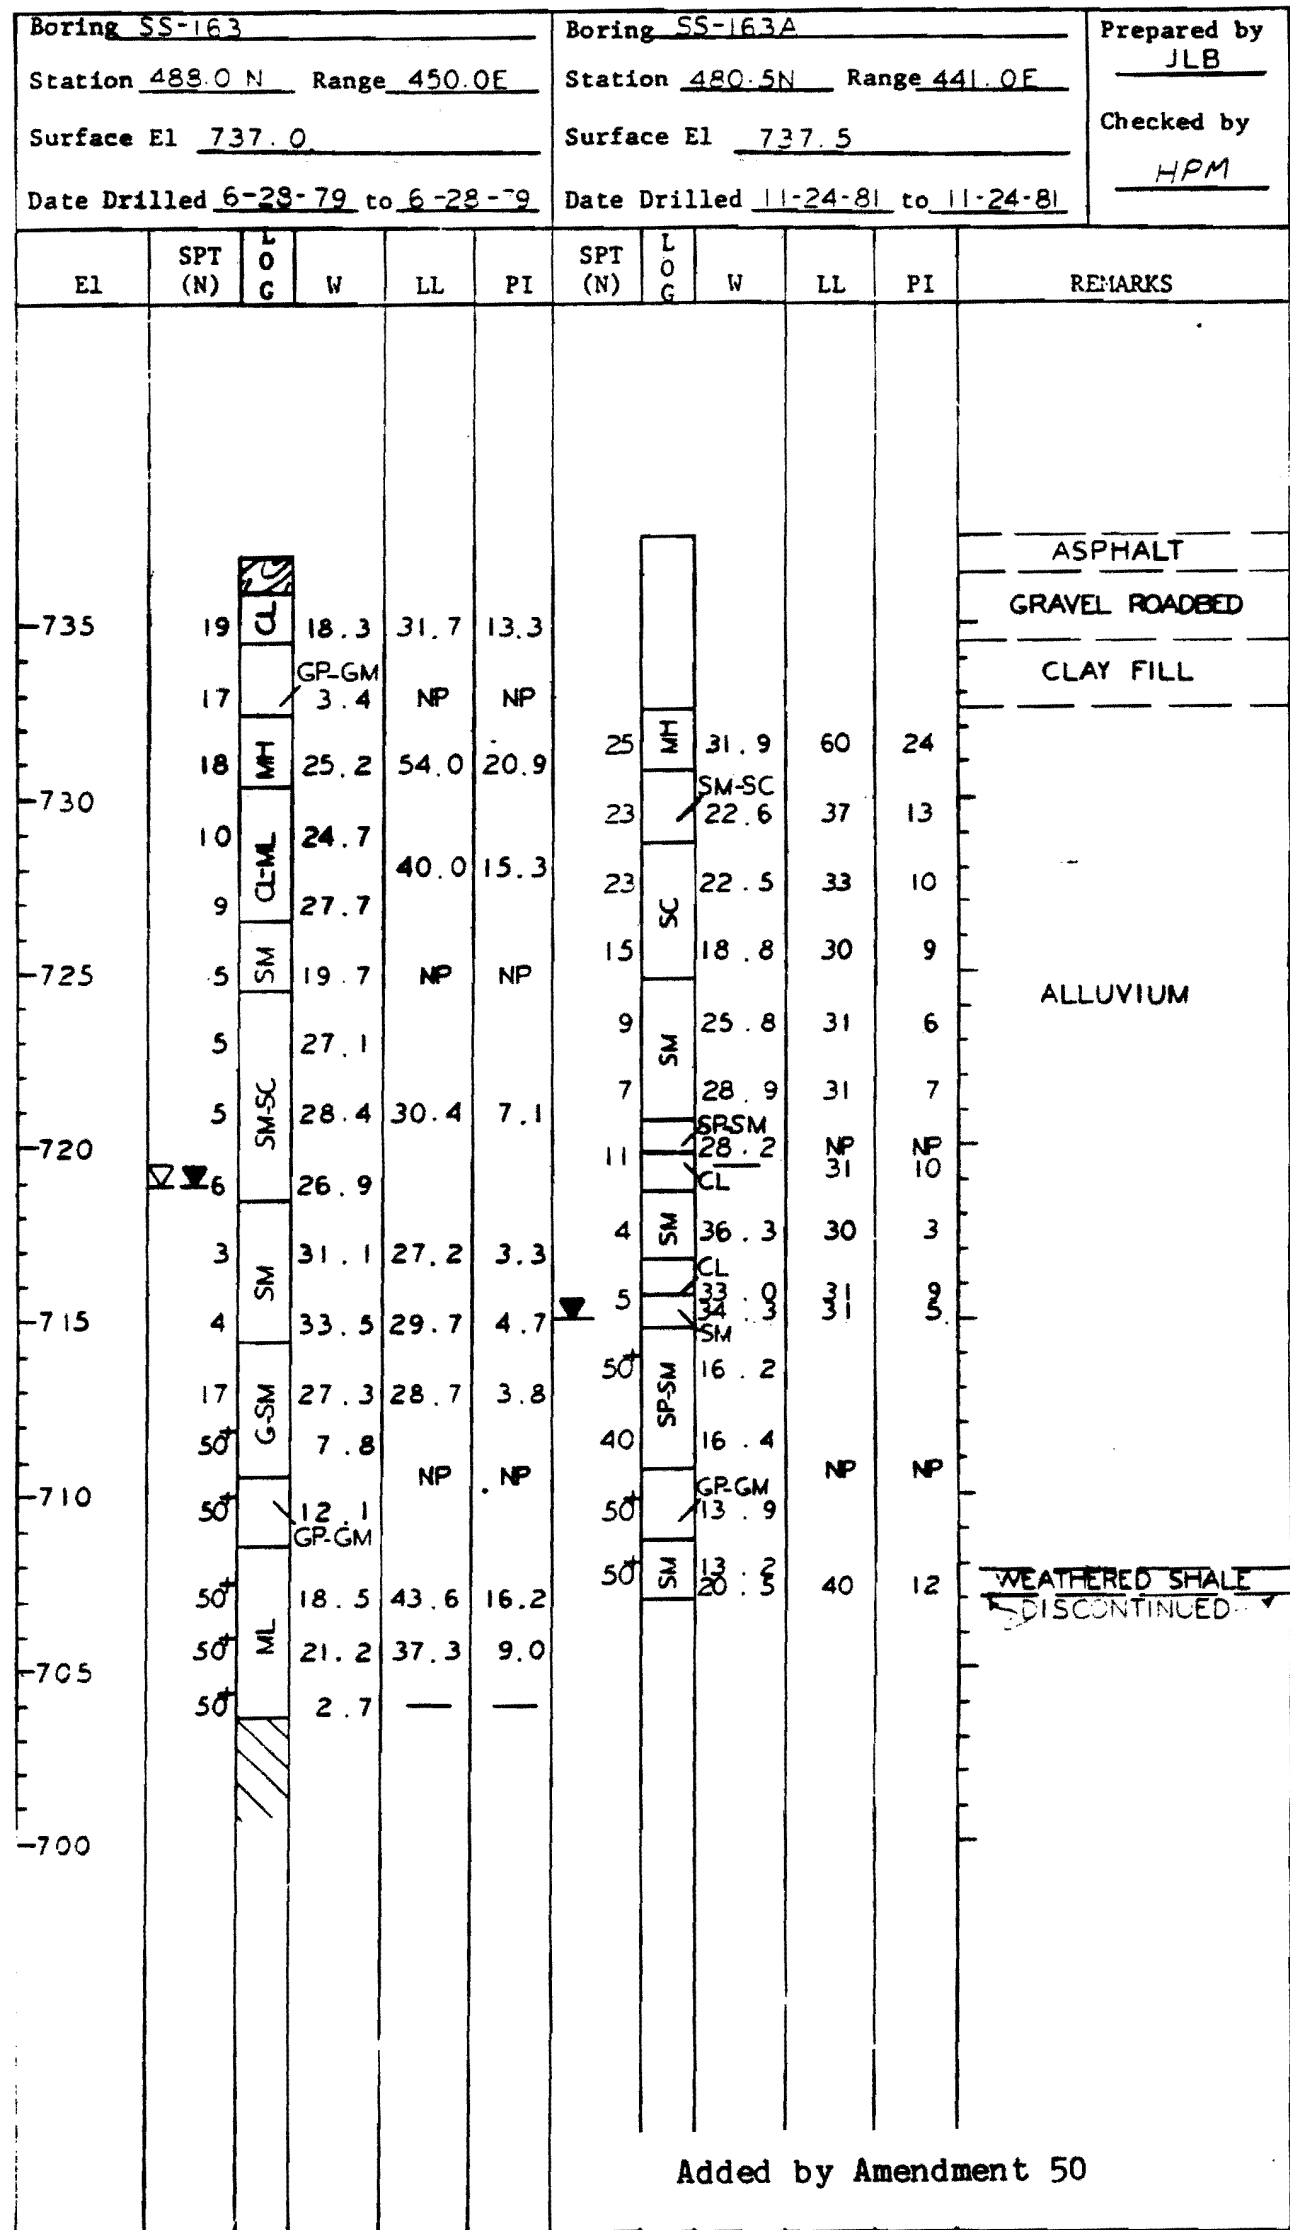 Boring SS-163 Boring SS-163A Prepared by
JLB
Station 488.0 N Range 450.0E Station 480.5N Range 441.0E
Checked by
Surface El 737.0 Surface El 737.5
HPM
Date Drilled 6-28-79 to 6-28-79 Date Drilled 11-24-81 to 11-24-81
El SPT (N) LOG W LL PI SPT (N) LOG W LL PI REMARKS
ASPHALT
GRAVEL ROADBED
735 19 CL 18.3 31.7 13.3
CLAY FILL
GP-GM
17 3.4 NP NP
25 MH 31.9 60 24
18 MH 25.2 54.0 20.9
SM-SC
730
23 22.6 37 13
10 CL-ML 24.7
40.0 15.3
23 SC 22.5 33 10
9 27.7
15 18.8 30 9
725 5 SM 19.7 NP NP
ALLUVIUM
9 SM 25.8 31 6
5 SM-SC 27.1
7 28.9 31 7
5 28.4 30.4 7.1
SP-SM
720 28.2 NP NP
11 — 31 10
CL
6 26.9
4 SM 36.3 30 3
3 SM 31.1 27.2 3.3
CL
33.0 31 9
5
34.3 31 5
715 4 33.5 29.7 4.7
SM
50+ SP-SM 16.2
17 G-SM 27.3 28.7 3.8
40 16.4
50+ 7.8
NP NP NP NP
GP-GM
710
50+ 12.1 50+ 13.9
GP-GM
13.2
50+ SM 20.5 40 12 WEATHERED SHALE
50+ ML 18.5 43.6 16.2
DISCONTINUED
50+ 21.2 37.3 9.0
705
50+ 2.7 — —
700
Added by Amendment 50